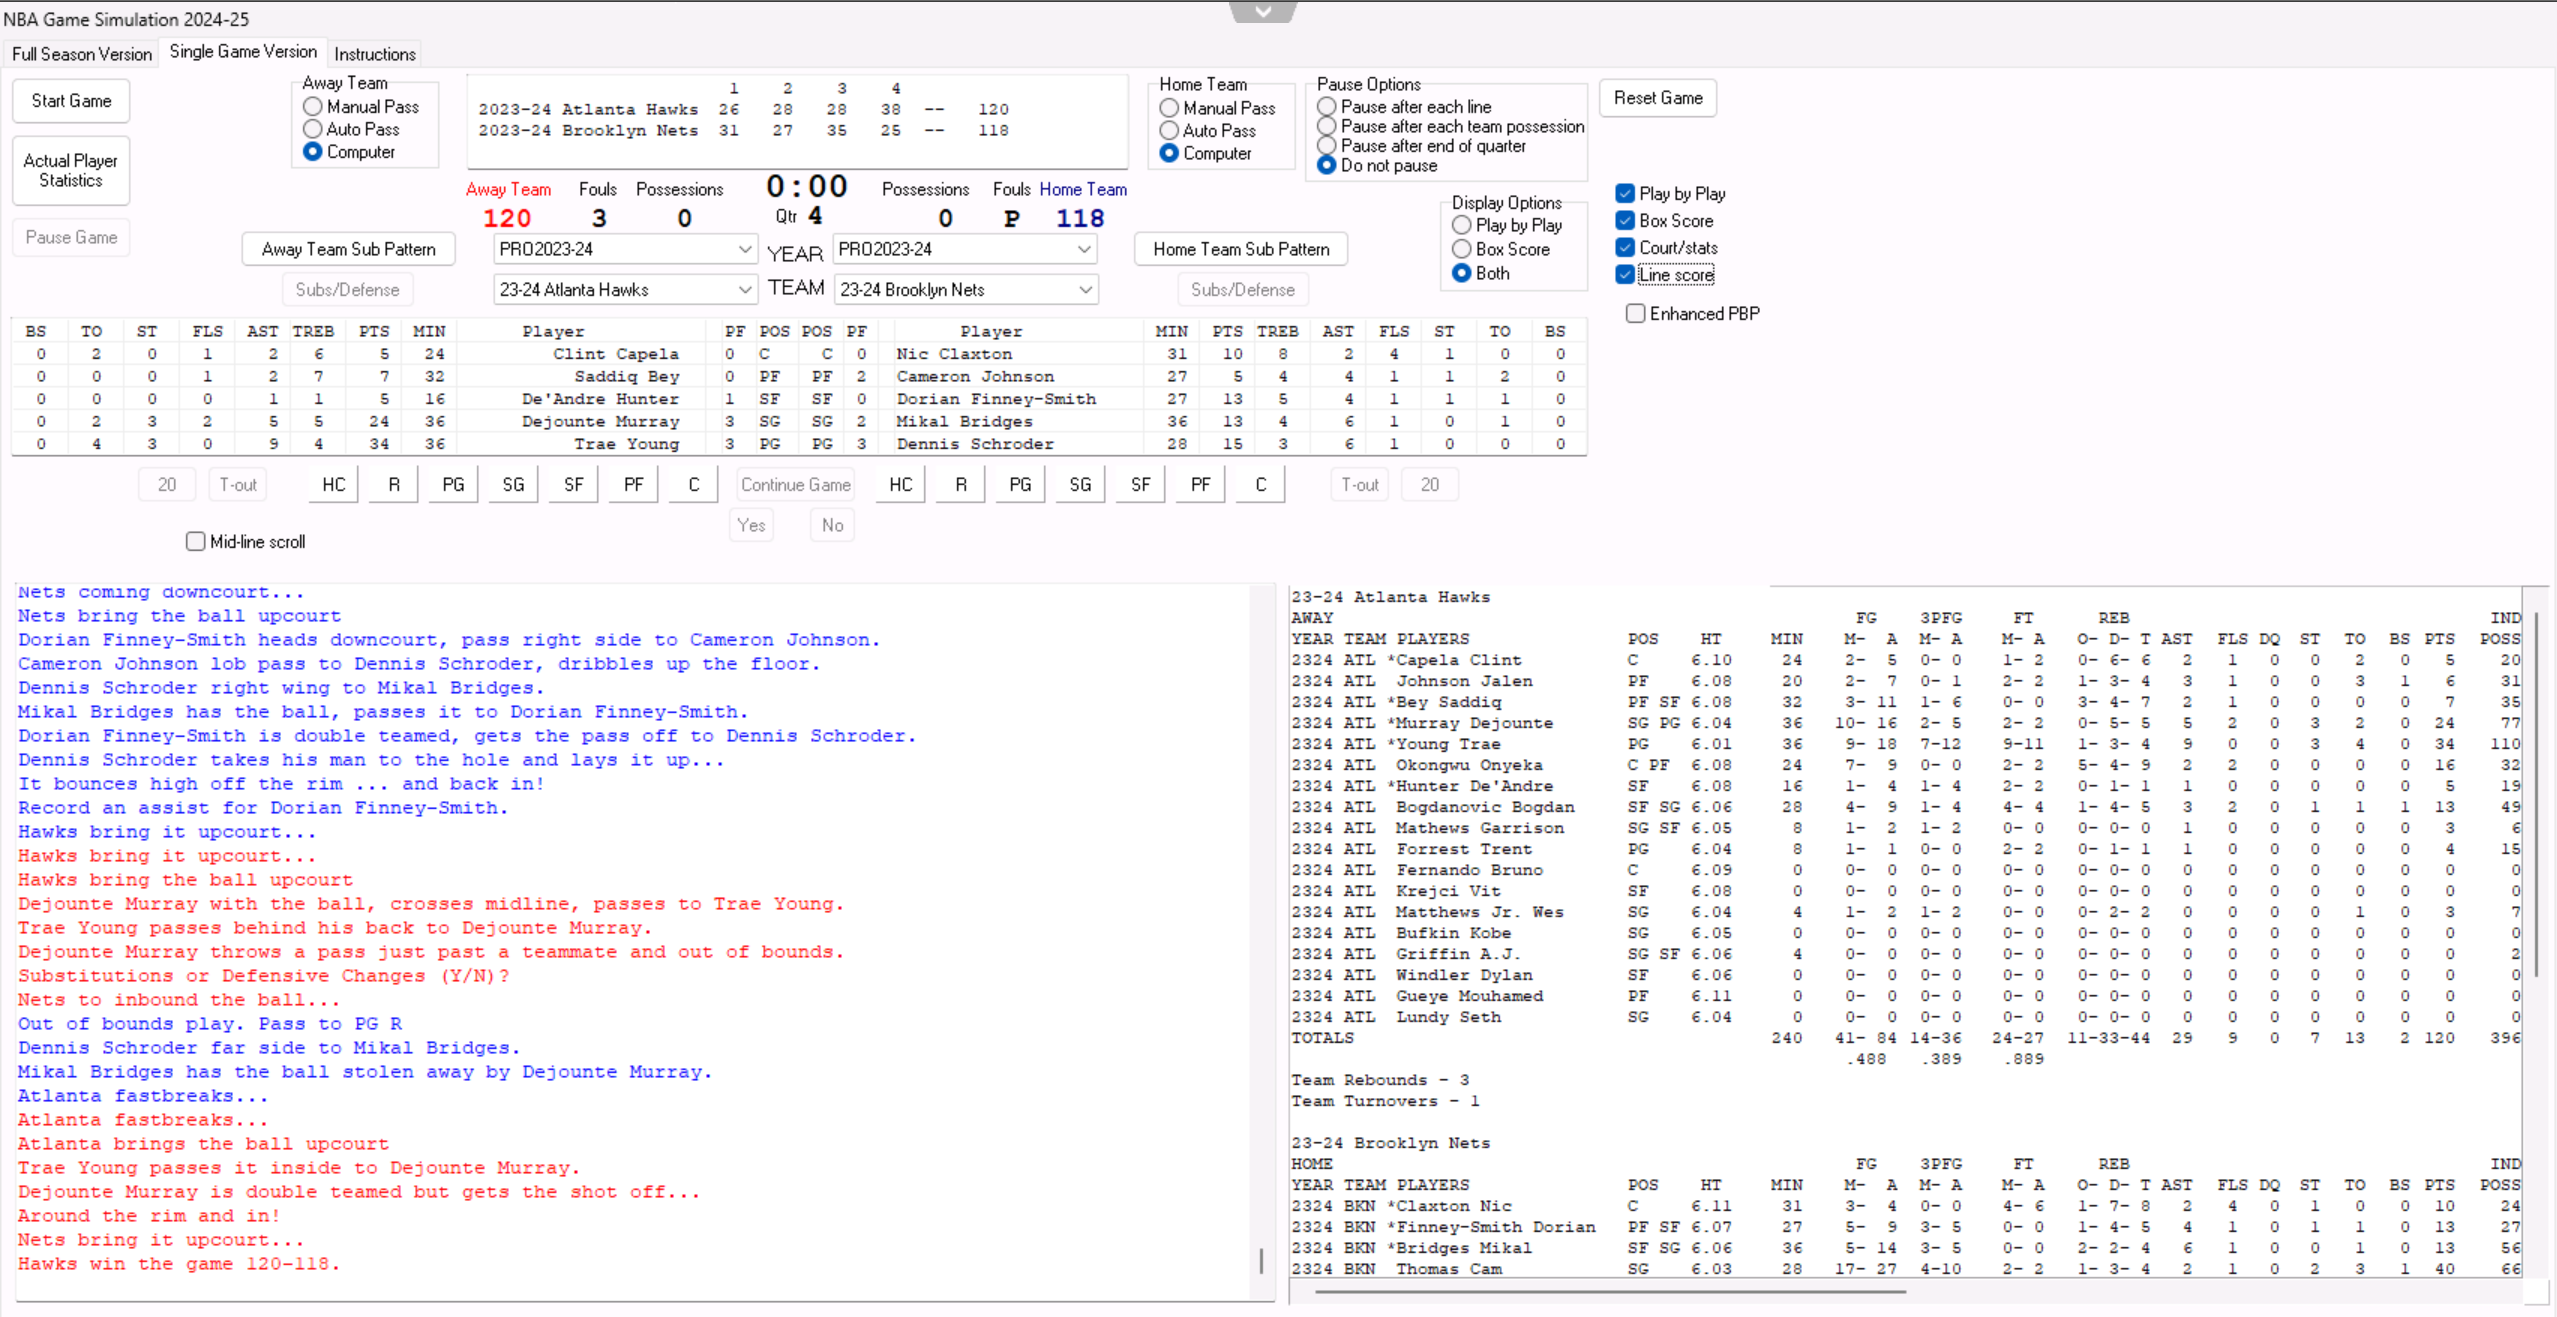 NBA Game Simulation 2024-25
Full Season Version Single Game Version Instructions
Start Game
Actual Player Statistics
Pause Game
Away Team
Manual Pass
Auto Pass
Computer
1 2 3 4
2023-24 Atlanta Hawks 26 28 28 38 -- 120
2023-24 Brooklyn Nets 31 27 35 25 -- 118
Home Team
Manual Pass
Auto Pass
Computer
Pause Options
Pause after each line
Pause after each team possession
Pause after end of quarter
Do not pause
Reset Game
Away Team Fouls Possessions 0:00 Possessions Fouls Home Team
120 3 0 Qtr 4 0 P 118
Display Options
Play by Play
Box Score
Both
Play by Play
Box Score
Court/stats
Line score
Enhanced PBP
Away Team Sub Pattern PRO2023-24 YEAR PRO2023-24 Home Team Sub Pattern
Subs/Defense 23-24 Atlanta Hawks TEAM 23-24 Brooklyn Nets Subs/Defense
BS TO ST FLS AST TREB PTS MIN Player PF POS POS PF Player MIN PTS TREB AST FLS ST TO BS
0 2 0 1 2 6 5 24 Clint Capela 0 C C 0 Nic Claxton 31 10 8 2 4 1 0 0
0 0 0 1 2 7 7 32 Saddiq Bey 0 PF PF 2 Cameron Johnson 27 5 4 4 1 1 2 0
0 0 0 0 1 1 5 16 De'Andre Hunter 1 SF SF 0 Dorian Finney-Smith 27 13 5 4 1 1 1 0
0 2 3 2 5 5 24 36 Dejounte Murray 3 SG SG 2 Mikal Bridges 36 13 4 6 1 0 1 0
0 4 3 0 9 4 34 36 Trae Young 3 PG PG 3 Dennis Schroder 28 15 3 6 1 0 0 0
20 T-out HC R PG SG SF PF C Continue Game HC R PG SG SF PF C T-out 20
Yes No
Mid-line scroll
Nets coming downcourt...
Nets bring the ball upcourt
Dorian Finney-Smith heads downcourt, pass right side to Cameron Johnson.
Cameron Johnson lob pass to Dennis Schroder, dribbles up the floor.
Dennis Schroder right wing to Mikal Bridges.
Mikal Bridges has the ball, passes it to Dorian Finney-Smith.
Dorian Finney-Smith is double teamed, gets the pass off to Dennis Schroder.
Dennis Schroder takes his man to the hole and lays it up...
It bounces high off the rim ... and back in!
Record an assist for Dorian Finney-Smith.
Hawks bring it upcourt...
Hawks bring it upcourt...
Hawks bring the ball upcourt
Dejounte Murray with the ball, crosses midline, passes to Trae Young.
Trae Young passes behind his back to Dejounte Murray.
Dejounte Murray throws a pass just past a teammate and out of bounds.
Substitutions or Defensive Changes (Y/N)?
Nets to inbound the ball...
Out of bounds play. Pass to PG R
Dennis Schroder far side to Mikal Bridges.
Mikal Bridges has the ball stolen away by Dejounte Murray.
Atlanta fastbreaks...
Atlanta fastbreaks...
Atlanta brings the ball upcourt
Trae Young passes it inside to Dejounte Murray.
Dejounte Murray is double teamed but gets the shot off...
Around the rim and in!
Nets bring it upcourt...
Hawks win the game 120-118.
23-24 Atlanta Hawks
AWAY FG 3PFG FT REB IND
YEAR TEAM PLAYERS POS HT MIN M- A M- A M- A O- D- T AST FLS DQ ST TO BS PTS POSS
2324 ATL *Capela Clint C 6.10 24 2- 5 0- 0 1- 2 0- 6- 6 2 1 0 0 2 0 5 20
2324 ATL Johnson Jalen PF 6.08 20 2- 7 0- 1 2- 2 1- 3- 4 3 1 0 0 3 1 6 31
2324 ATL *Bey Saddiq PF SF 6.08 32 3- 11 1- 6 0- 0 3- 4- 7 2 1 0 0 0 0 7 35
2324 ATL *Murray Dejounte SG PG 6.04 36 10- 16 2- 5 2- 2 0- 5- 5 5 2 0 3 2 0 24 77
2324 ATL *Young Trae PG 6.01 36 9- 18 7-12 9-11 1- 3- 4 9 0 0 3 4 0 34 110
2324 ATL Okongwu Onyeka C PF 6.08 24 7- 9 0- 0 2- 2 5- 4- 9 2 2 0 0 0 0 16 32
2324 ATL *Hunter De'Andre SF 6.08 16 1- 4 1- 4 2- 2 0- 1- 1 1 0 0 0 0 0 5 19
2324 ATL Bogdanovic Bogdan SF SG 6.06 28 4- 9 1- 4 4- 4 1- 4- 5 3 2 0 1 1 1 13 49
2324 ATL Mathews Garrison SG SF 6.05 8 1- 2 1- 2 0- 0 0- 0- 0 1 0 0 0 0 0 3 6
2324 ATL Forrest Trent PG 6.04 8 1- 1 0- 0 2- 2 0- 1- 1 1 0 0 0 0 0 4 15
2324 ATL Fernando Bruno C 6.09 0 0- 0 0- 0 0- 0 0- 0- 0 0 0 0 0 0 0 0 0
2324 ATL Krejci Vit SF 6.08 0 0- 0 0- 0 0- 0 0- 0- 0 0 0 0 0 0 0 0 0
2324 ATL Matthews Jr. Wes SG 6.04 4 1- 2 1- 2 0- 0 0- 2- 2 0 0 0 0 1 0 3 7
2324 ATL Bufkin Kobe SG 6.05 0 0- 0 0- 0 0- 0 0- 0- 0 0 0 0 0 0 0 0 0
2324 ATL Griffin A.J. SG SF 6.06 4 0- 0 0- 0 0- 0 0- 0- 0 0 0 0 0 0 0 0 2
2324 ATL Windler Dylan SF 6.06 0 0- 0 0- 0 0- 0 0- 0- 0 0 0 0 0 0 0 0 0
2324 ATL Gueye Mouhamed PF 6.11 0 0- 0 0- 0 0- 0 0- 0- 0 0 0 0 0 0 0 0 0
2324 ATL Lundy Seth SG 6.04 0 0- 0 0- 0 0- 0 0- 0- 0 0 0 0 0 0 0 0 0
TOTALS 240 41- 84 14-36 24-27 11-33-44 29 9 0 7 13 2 120 396
.488 .389 .889
Team Rebounds - 3
Team Turnovers - 1
23-24 Brooklyn Nets
HOME FG 3PFG FT REB IND
YEAR TEAM PLAYERS POS HT MIN M- A M- A M- A O- D- T AST FLS DQ ST TO BS PTS POSS
2324 BKN *Claxton Nic C 6.11 31 3- 4 0- 0 4- 6 1- 7- 8 2 4 0 1 0 0 10 24
2324 BKN *Finney-Smith Dorian PF SF 6.07 27 5- 9 3- 5 0- 0 1- 4- 5 4 1 0 1 1 0 13 27
2324 BKN *Bridges Mikal SF SG 6.06 36 5- 14 3- 5 0- 0 2- 2- 4 6 1 0 0 1 0 13 56
2324 BKN Thomas Cam SG 6.03 28 17- 27 4-10 2- 2 1- 3- 4 2 1 0 2 3 1 40 66